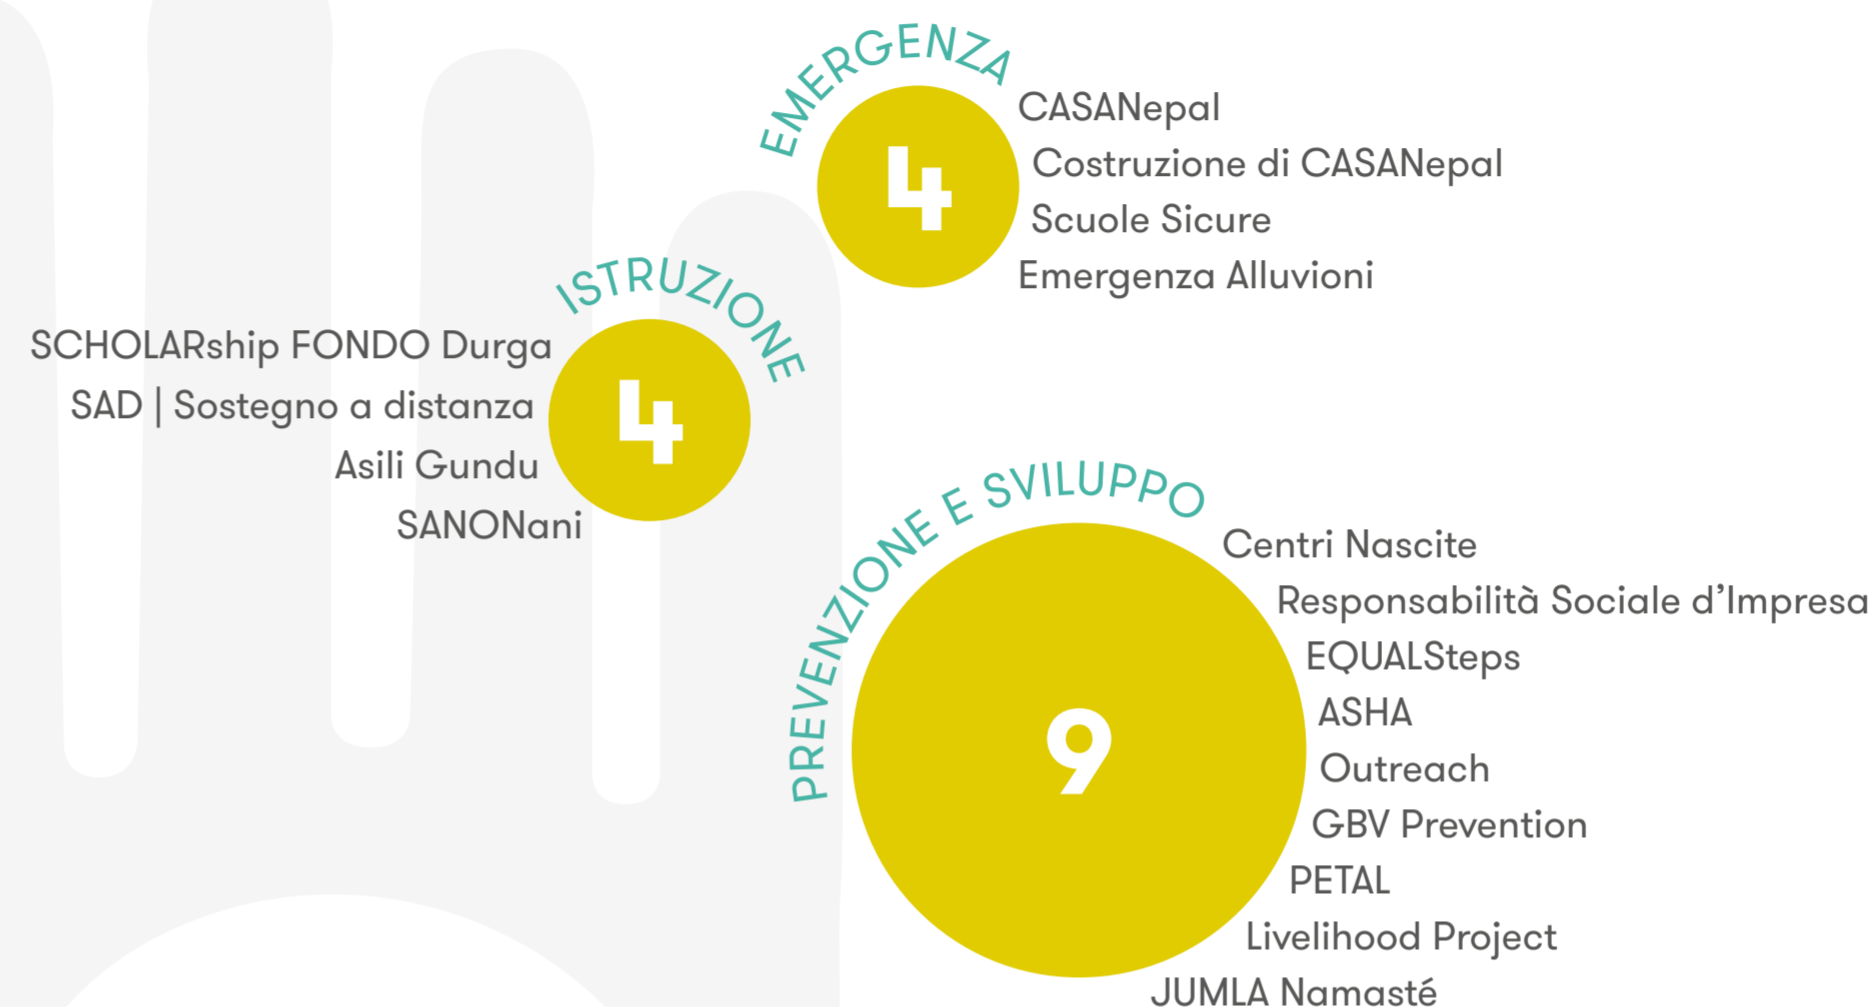 EMERGENZA
4
CASANepal
Costruzione di CASANepal
Scuole Sicure
Emergenza Alluvioni
ISTRUZIONE
4
SCHOLARship FONDO Durga
SAD | Sostegno a distanza
Asili Gundu
SANONani
PREVENZIONE E SVILUPPO
9
Centri Nascite
Responsabilità Sociale d’Impresa
EQUALSteps
ASHA
Outreach
GBV Prevention
PETAL
Livelihood Project
JUMLA Namasté